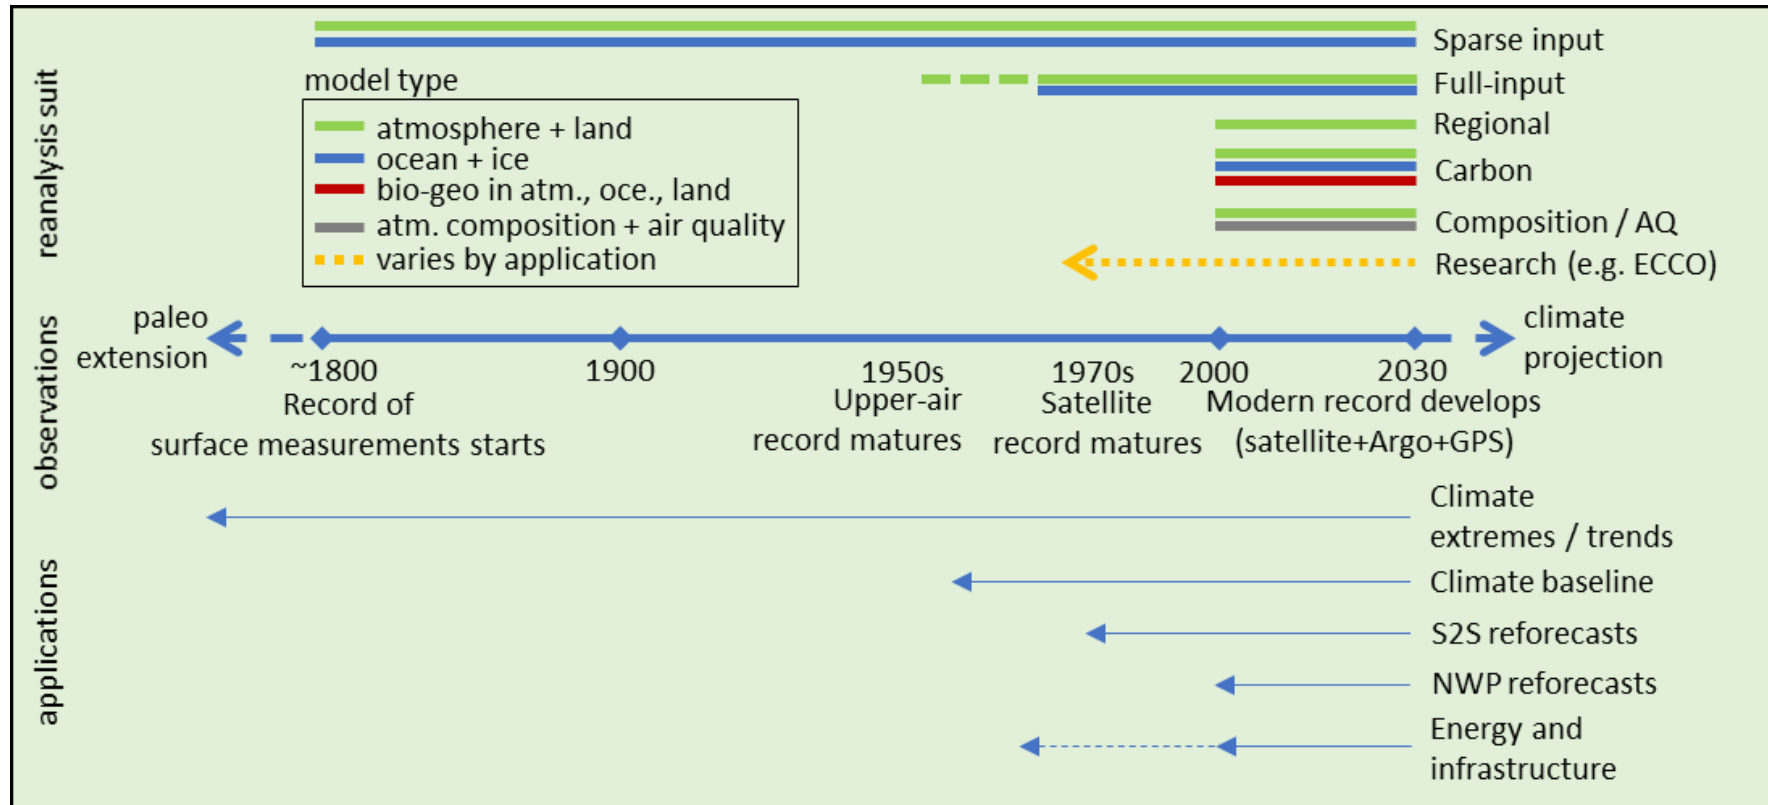 reanalysis suit
Sparse input
model type
Full-input
atmosphere + land
ocean + ice
bio-geo in atm., oce., land
atm. composition + air quality
varies by application
Regional
Carbon
Composition / AQ
Research (e.g. ECCO)
observations
paleo
extension
climate
projection
~1800
1900
1950s
1970s
2000
2030
Record of
surface measurements starts
Upper-air
record matures
Satellite
record matures
Modern record develops
(satellite+Argo+GPS)
applications
Climate
extremes / trends
Climate baseline
S2S reforecasts
NWP reforecasts
Energy and
infrastructure